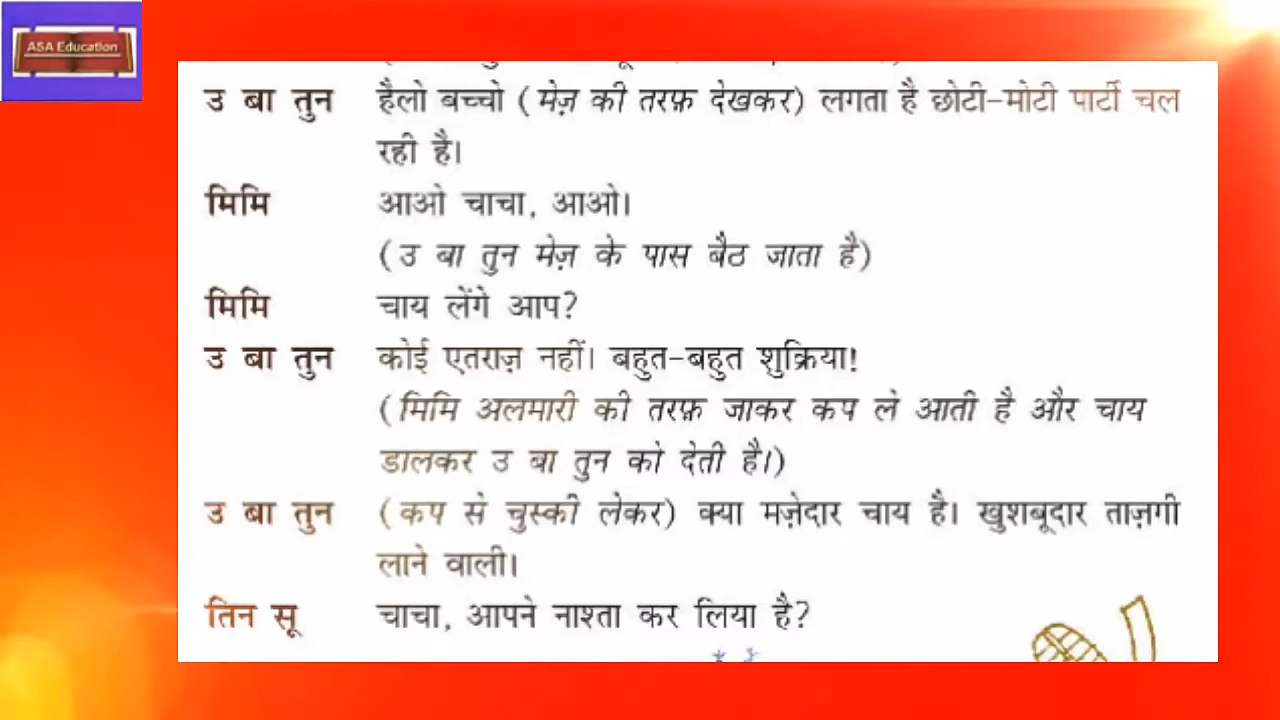 ASA Education
उ बा तुन हैलो बच्चो (मेज़ की तरफ़ देखकर) लगता है छोटी-मोटी पार्टी चल
रही है।
मिमि आओ चाचा, आओ।
(उ बा तुन मेज़ के पास बैठ जाता है)
मिमि चाय लेंगे आप?
उ बा तुन कोई एतराज़ नहीं। बहुत-बहुत शुक्रिया!
(मिमि अलमारी की तरफ़ जाकर कप ले आती है और चाय
डालकर उ बा तुन को देती है।)
उ बा तुन (कप से चुस्की लेकर) क्या मज़ेदार चाय है। खुशबूदार ताज़गी
लाने वाली।
तिन सू चाचा, आपने नाश्ता कर लिया है?